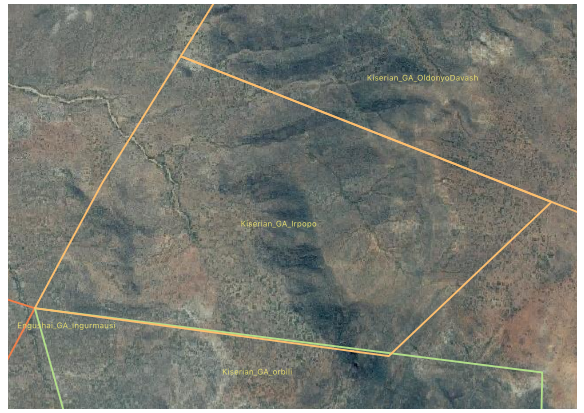 Kiserian_GA_OldonyoDavash
Kiserian_GA_Irpopo
Engushai_GA_ingurmausi
Kiserian_GA_orbili